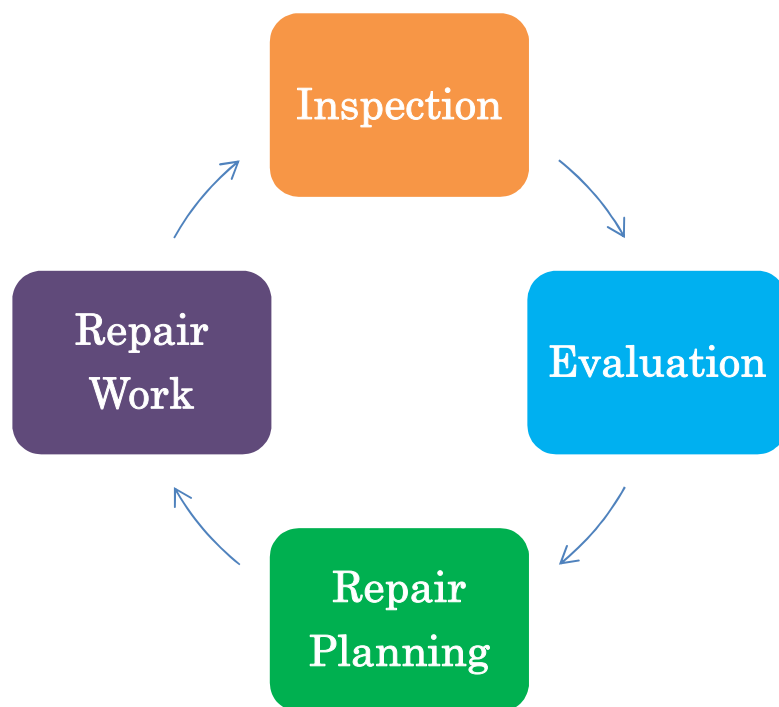 Inspection
Evaluation
Repair
Planning
Repair
Work